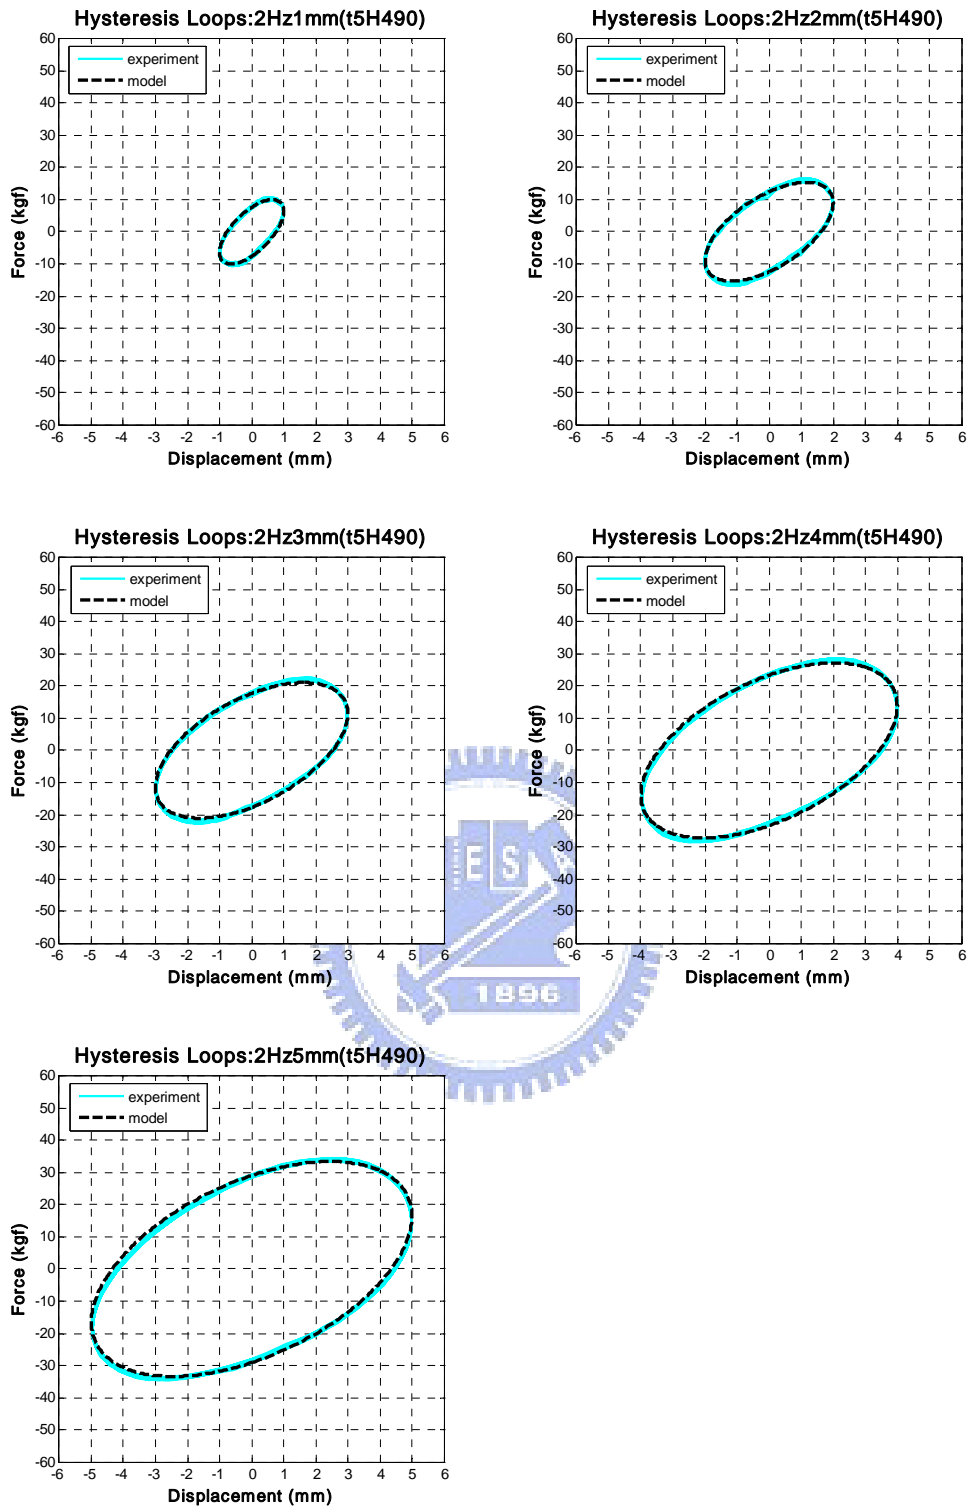 Hysteresis Loops:2Hz1mm(t5H490)
60
50
40
30
20
10
0
-10
-20
-30
-40
-50
-60
experiment
model
Force (kgf)
-6 -5 -4 -3 -2 -1 0 1 2 3 4 5 6
Displacement (mm)
Hysteresis Loops:2Hz2mm(t5H490)
60
50
40
30
20
10
0
-10
-20
-30
-40
-50
-60
experiment
model
Force (kgf)
-6 -5 -4 -3 -2 -1 0 1 2 3 4 5 6
Displacement (mm)
Hysteresis Loops:2Hz3mm(t5H490)
60
50
40
30
20
10
0
-10
-20
-30
-40
-50
-60
experiment
model
Force (kgf)
-6 -5 -4 -3 -2 -1 0 1 2 3 4 5 6
Displacement (mm)
Hysteresis Loops:2Hz4mm(t5H490)
60
50
40
30
20
10
0
-10
-20
-30
-40
-50
-60
experiment
model
Force (kgf)
-6 -5 -4 -3 -2 -1 0 1 2 3 4 5 6
Displacement (mm)
ES
1896
Hysteresis Loops:2Hz5mm(t5H490)
60
50
40
30
20
10
0
-10
-20
-30
-40
-50
-60
experiment
model
Force (kgf)
-6 -5 -4 -3 -2 -1 0 1 2 3 4 5 6
Displacement (mm)